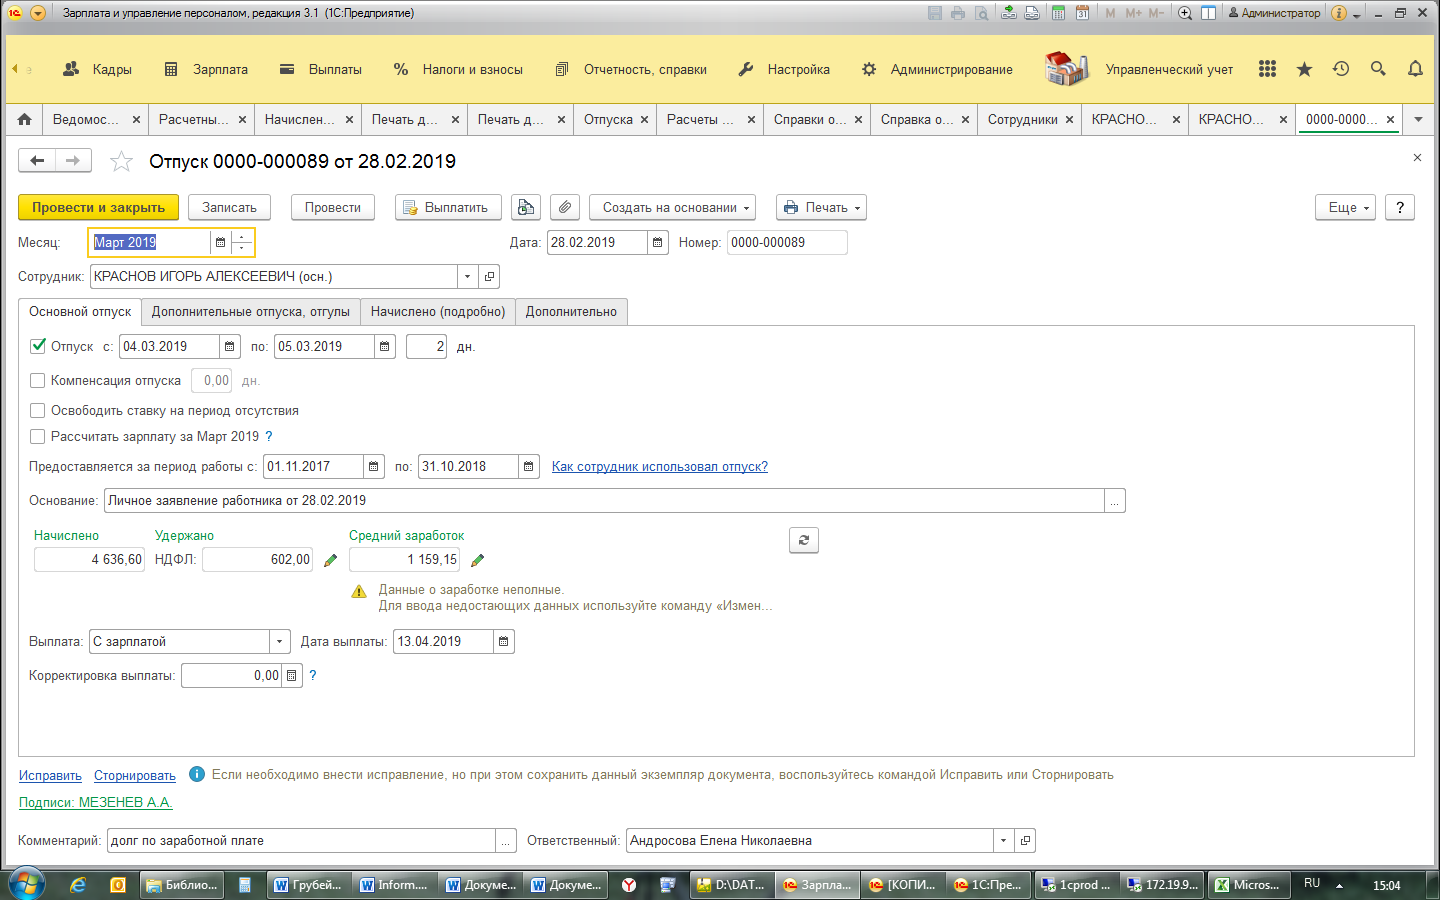 Зарплата и управление персоналом, редакция 3.1 (1С:Предприятие)
M M+ M- Администратор
е Кадры Зарплата Выплаты Налоги и взносы Отчетность, справки Настройка Администрирование Управленческий учет
Ведомос... Расчетны... Начислен... Печать д... Печать д... Отпуска Расчеты ... Справки о... Справка о... Сотрудники КРАСНО... КРАСНО... 0000-0000...
Отпуск 0000-000089 от 28.02.2019
Провести и закрыть Записать Провести Выплатить Создать на основании Печать Еще ?
Месяц: Март 2019 Дата: 28.02.2019 Номер: 0000-000089
Сотрудник: КРАСНОВ ИГОРЬ АЛЕКСЕЕВИЧ (осн.)
Основной отпуск Дополнительные отпуска, отгулы Начислено (подробно) Дополнительно
Отпуск с: 04.03.2019 по: 05.03.2019 2 дн.
Компенсация отпуска 0,00 дн.
Освободить ставку на период отсутствия
Рассчитать зарплату за Март 2019 ?
Предоставляется за период работы с: 01.11.2017 по: 31.10.2018 Как сотрудник использовал отпуск?
Основание: Личное заявление работника от 28.02.2019 ...
Начислено Удержано Средний заработок
4 636,60 НДФЛ: 602,00 1 159,15
Данные о заработке неполные.
Для ввода недостающих данных используйте команду «Измен...
Выплата: С зарплатой Дата выплаты: 13.04.2019
Корректировка выплаты: 0,00 ?
Исправить Сторнировать Если необходимо внести исправление, но при этом сохранить данный экземпляр документа, воспользуйтесь командой Исправить или Сторнировать
Подписи: МЕЗЕНЕВ А.А.
Комментарий: долг по заработной плате ... Ответственный: Андросова Елена Николаевна
Библио... Грубей... Inform.... Докуме... Докуме... D:\DAT... Зарпла... [КОПИ... 1С:Пре... 1cprod ... 172.19.9... Micros... RU 15:04